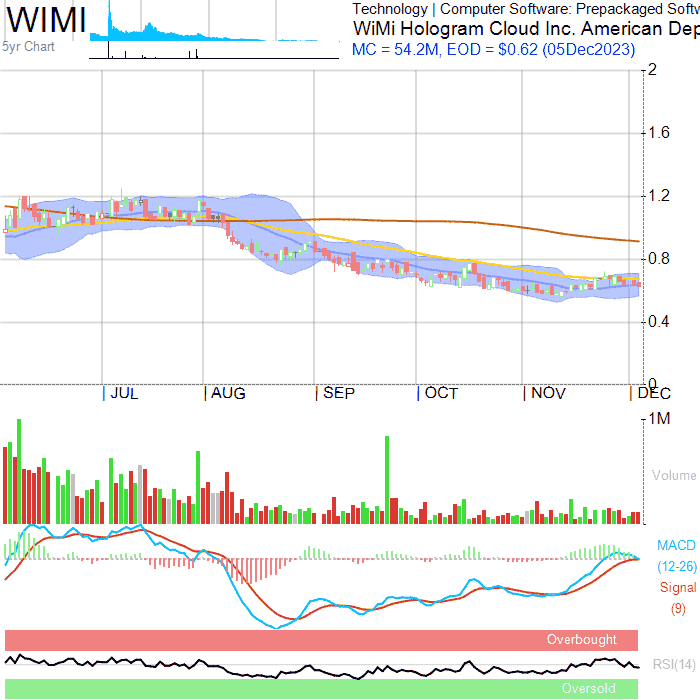 WIMI
5yr Chart
Technology | Computer Software: Prepackaged Softw
WiMi Hologram Cloud Inc. American Dep
MC = 54.2M, EOD = $0.62 (05Dec2023)
2
1.6
1.2
0.8
0.4
0
JUL
AUG
SEP
OCT
NOV
DEC
1M
Volume
MACD
(12-26)
Signal
(9)
Overbought
RSI(14)
Oversold